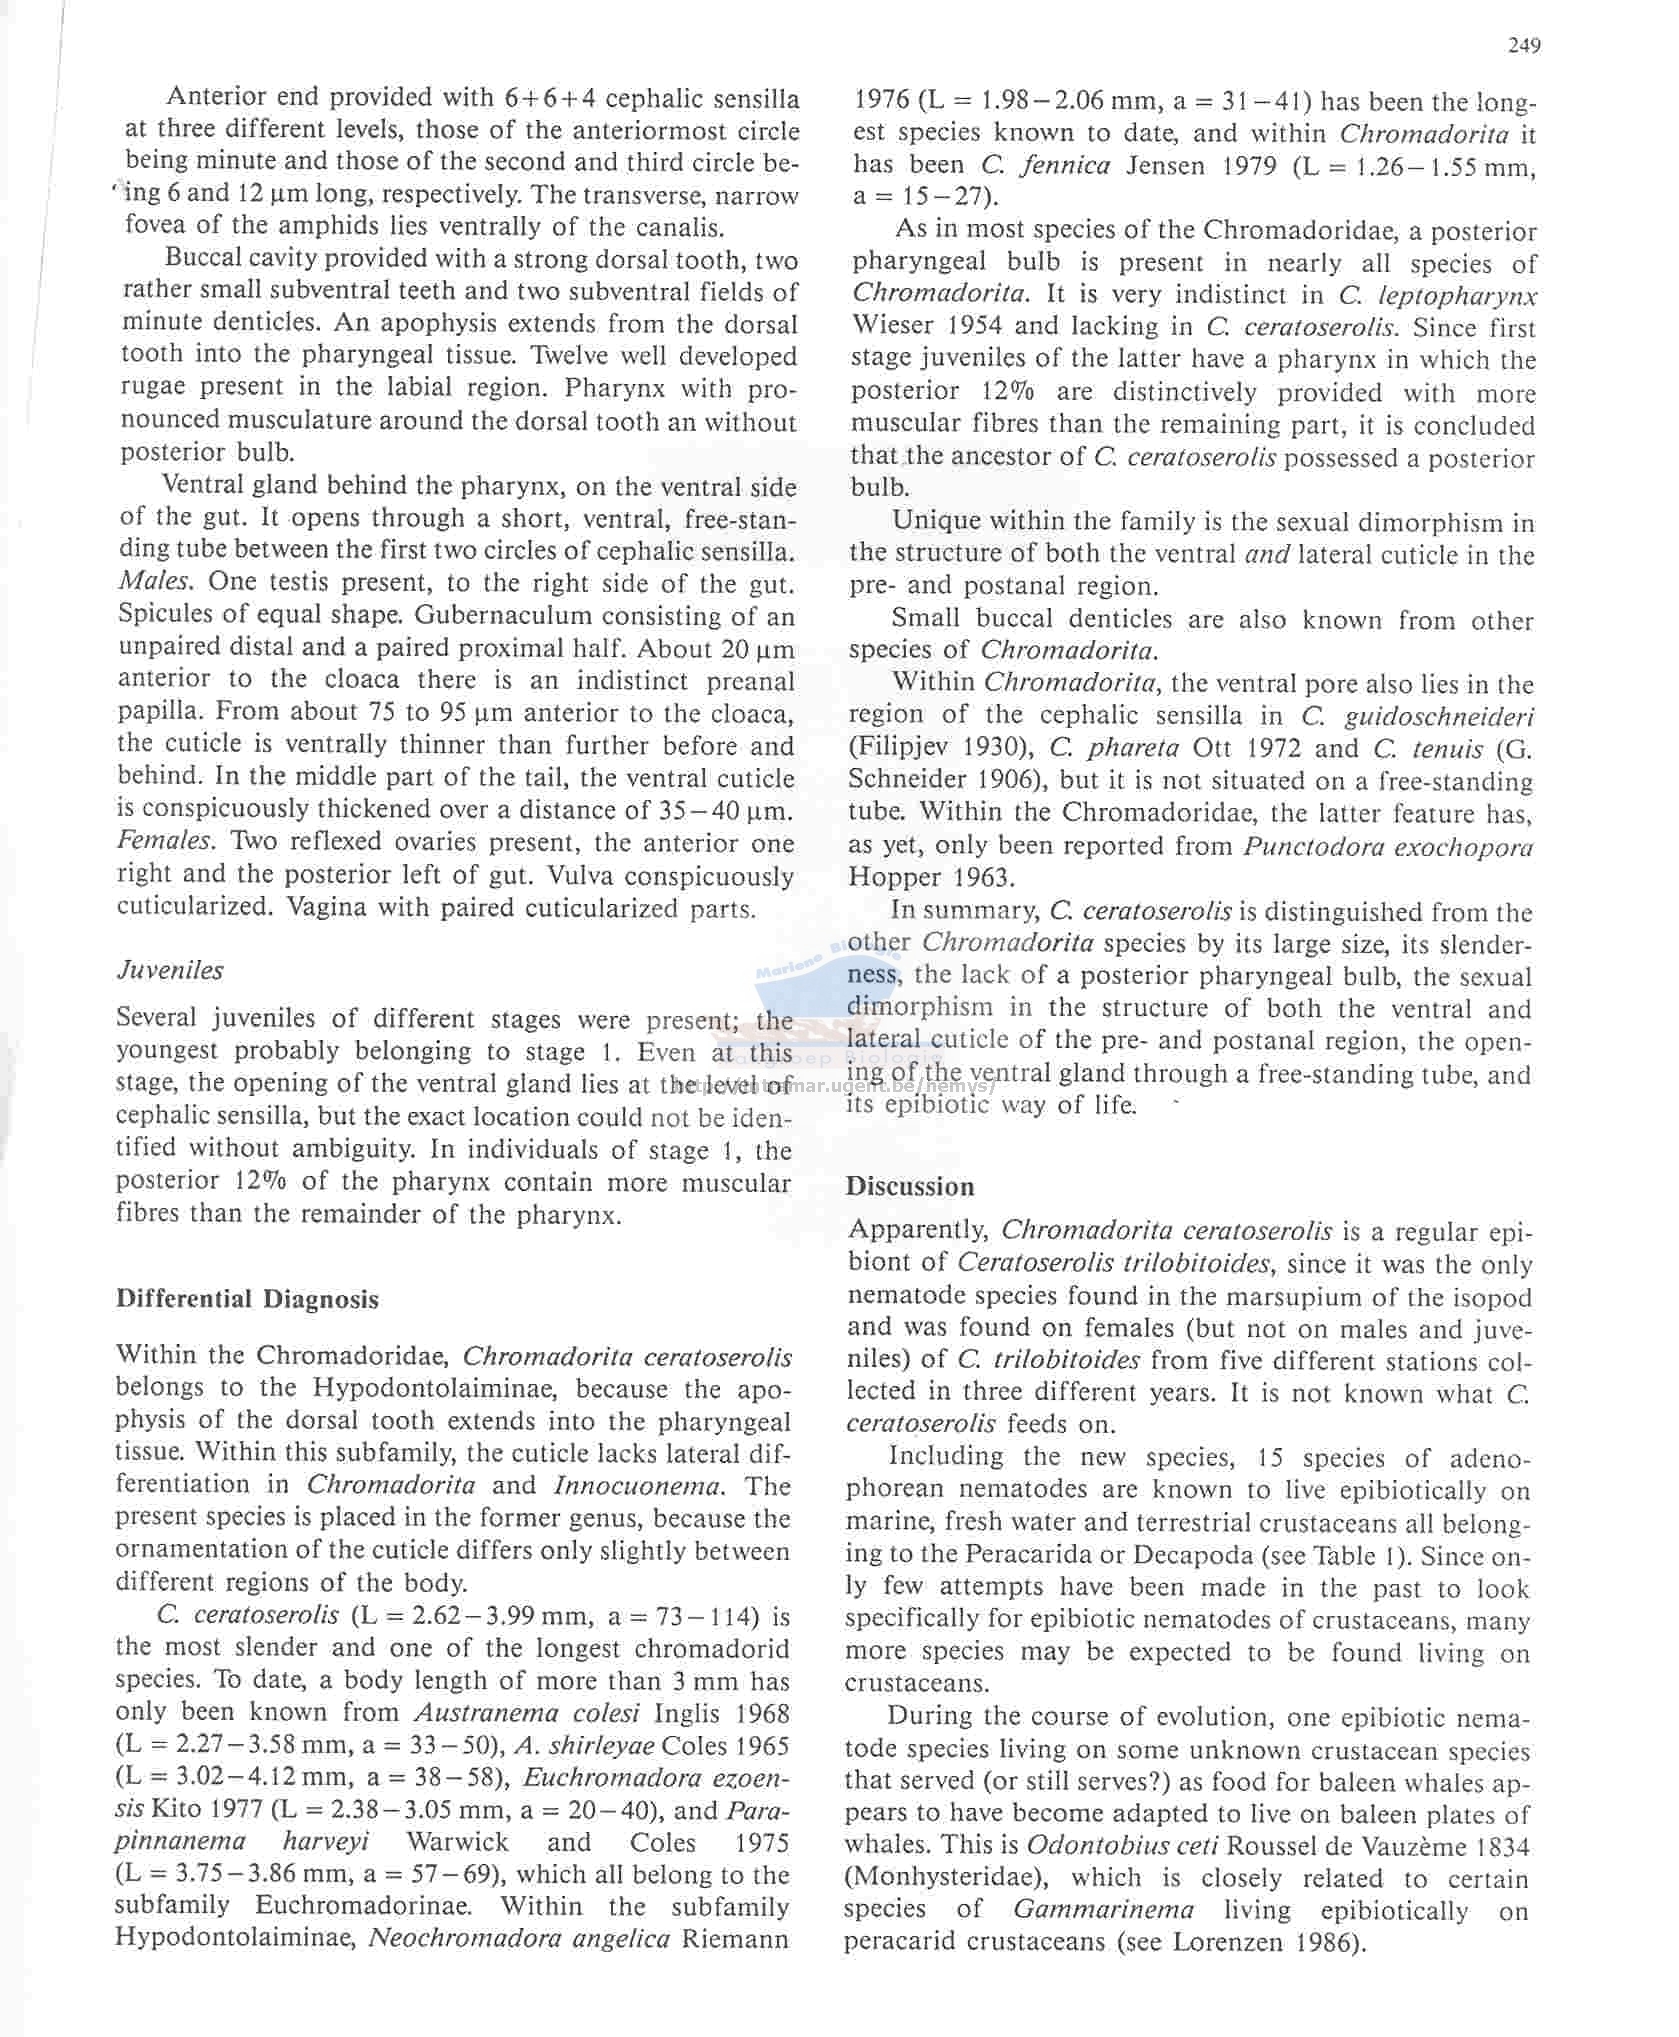 249
Anterior end provided with 6+6+4 cephalic sensilla
at three different levels, those of the anteriormost circle
being minute and those of the second and third circle be-
ing 6 and 12 µm long, respectively. The transverse, narrow
fovea of the amphids lies ventrally of the canalis.
Buccal cavity provided with a strong dorsal tooth, two
rather small subventral teeth and two subventral fields of
minute denticles. An apophysis extends from the dorsal
tooth into the pharyngeal tissue. Twelve well developed
rugae present in the labial region. Pharynx with pro-
nounced musculature around the dorsal tooth an without
posterior bulb.
Ventral gland behind the pharynx, on the ventral side
of the gut. It opens through a short, ventral, free-stan-
ding tube between the first two circles of cephalic sensilla.
Males. One testis present, to the right side of the gut.
Spicules of equal shape. Gubernaculum consisting of an
unpaired distal and a paired proximal half. About 20 µm
anterior to the cloaca there is an indistinct preanal
papilla. From about 75 to 95 µm anterior to the cloaca,
the cuticle is ventrally thinner than further before and
behind. In the middle part of the tail, the ventral cuticle
is conspicuously thickened over a distance of 35–40 µm.
Females. Two reflexed ovaries present, the anterior one
right and the posterior left of gut. Vulva conspicuously
cuticularized. Vagina with paired cuticularized parts.
Juveniles
Several juveniles of different stages were present; the
youngest probably belonging to stage 1. Even at this
stage, the opening of the ventral gland lies at the level of
cephalic sensilla, but the exact location could not be iden-
tified without ambiguity. In individuals of stage 1, the
posterior 12% of the pharynx contain more muscular
fibres than the remainder of the pharynx.
Differential Diagnosis
Within the Chromadoridae, Chromadorita ceratoserolis
belongs to the Hypodontolaiminae, because the apo-
physis of the dorsal tooth extends into the pharyngeal
tissue. Within this subfamily, the cuticle lacks lateral dif-
ferentiation in Chromadorita and Innocuonema. The
present species is placed in the former genus, because the
ornamentation of the cuticle differs only slightly between
different regions of the body.
C. ceratoserolis (L = 2.62–3.99 mm, a = 73–114) is
the most slender and one of the longest chromadorid
species. To date, a body length of more than 3 mm has
only been known from Austranema colesi Inglis 1968
(L = 2.27–3.58 mm, a = 33–50), A. shirleyae Coles 1965
(L = 3.02–4.12 mm, a = 38–58), Euchromadora ezoen-
sis Kito 1977 (L = 2.38–3.05 mm, a = 20–40), and Para-
pinnanema harveyi Warwick and Coles 1975
(L = 3.75–3.86 mm, a = 57–69), which all belong to the
subfamily Euchromadorinae. Within the subfamily
Hypodontolaiminae, Neochromadora angelica Riemann
1976 (L = 1.98–2.06 mm, a = 31–41) has been the long-
est species known to date, and within Chromadorita it
has been C. fennica Jensen 1979 (L = 1.26–1.55 mm,
a = 15–27).
As in most species of the Chromadoridae, a posterior
pharyngeal bulb is present in nearly all species of
Chromadorita. It is very indistinct in C. leptopharynx
Wieser 1954 and lacking in C. ceratoserolis. Since first
stage juveniles of the latter have a pharynx in which the
posterior 12% are distinctively provided with more
muscular fibres than the remaining part, it is concluded
that the ancestor of C. ceratoserolis possessed a posterior
bulb.
Unique within the family is the sexual dimorphism in
the structure of both the ventral and lateral cuticle in the
pre- and postanal region.
Small buccal denticles are also known from other
species of Chromadorita.
Within Chromadorita, the ventral pore also lies in the
region of the cephalic sensilla in C. guidoschneideri
(Filipjev 1930), C. phareta Ott 1972 and C. tenuis (G.
Schneider 1906), but it is not situated on a free-standing
tube. Within the Chromadoridae, the latter feature has,
as yet, only been reported from Punctodora exochopora
Hopper 1963.
In summary, C. ceratoserolis is distinguished from the
other Chromadorita species by its large size, its slender-
ness, the lack of a posterior pharyngeal bulb, the sexual
dimorphism in the structure of both the ventral and
lateral cuticle of the pre- and postanal region, the open-
ing of the ventral gland through a free-standing tube, and
its epibiotic way of life.
Discussion
Apparently, Chromadorita ceratoserolis is a regular epi-
biont of Ceratoserolis trilobitoides, since it was the only
nematode species found in the marsupium of the isopod
and was found on females (but not on males and juve-
niles) of C. trilobitoides from five different stations col-
lected in three different years. It is not known what C.
ceratoserolis feeds on.
Including the new species, 15 species of adeno-
phorean nematodes are known to live epibiotically on
marine, fresh water and terrestrial crustaceans all belong-
ing to the Peracarida or Decapoda (see Table 1). Since on-
ly few attempts have been made in the past to look
specifically for epibiotic nematodes of crustaceans, many
more species may be expected to be found living on
crustaceans.
During the course of evolution, one epibiotic nema-
tode species living on some unknown crustacean species
that served (or still serves?) as food for baleen whales ap-
pears to have become adapted to live on baleen plates of
whales. This is Odontobius ceti Roussel de Vauzème 1834
(Monhysteridae), which is closely related to certain
species of Gammarinema living epibiotically on
peracarid crustaceans (see Lorenzen 1986).